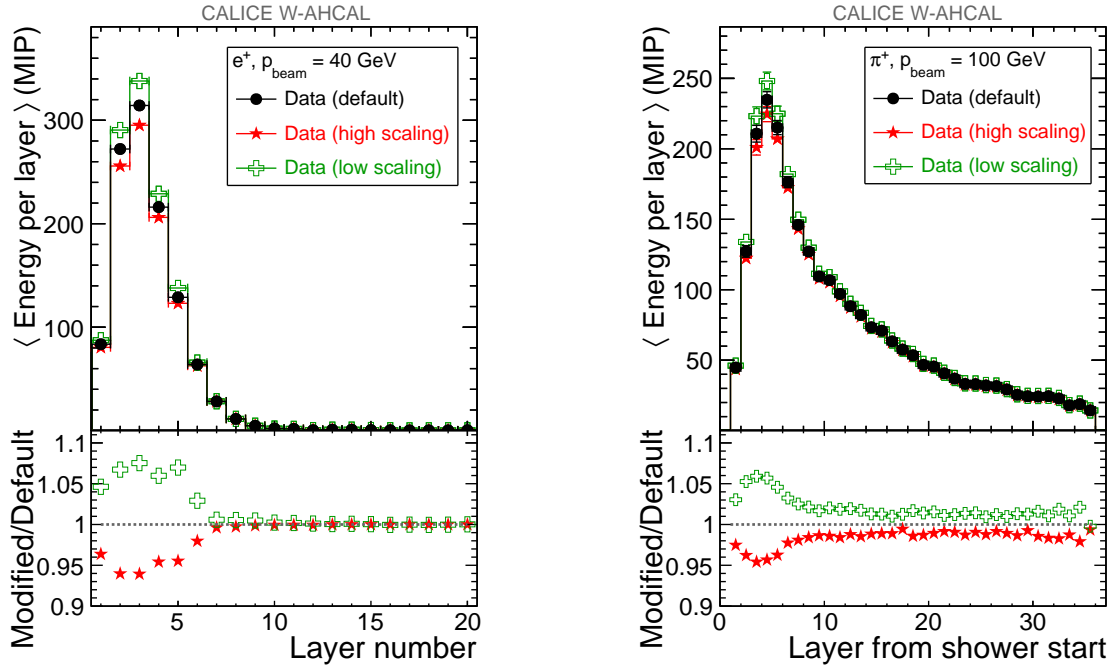 CALICE W-AHCAL
⟨ Energy per layer ⟩ (MIP)
300
200
100
e⁺, p_beam = 40 GeV
Data (default)
Data (high scaling)
Data (low scaling)
Modified/Default
1.1
1.05
1
0.95
0.9
5 10 15 20
Layer number
CALICE W-AHCAL
⟨ Energy per layer ⟩ (MIP)
250
200
150
100
50
π⁺, p_beam = 100 GeV
Data (default)
Data (high scaling)
Data (low scaling)
Modified/Default
1.1
1.05
1
0.95
0.9
10 20 30
Layer from shower start